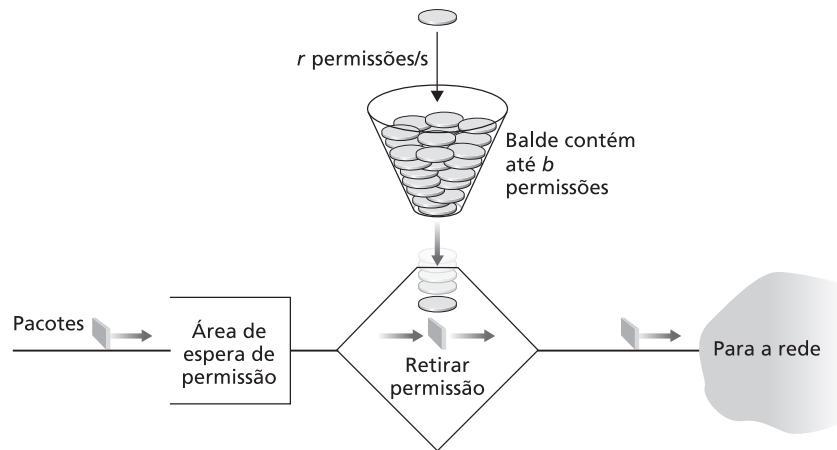 r permissões/s
Balde contém
até b
permissões
Pacotes
Área de
espera de
permissão
Retirar
permissão
Para a rede